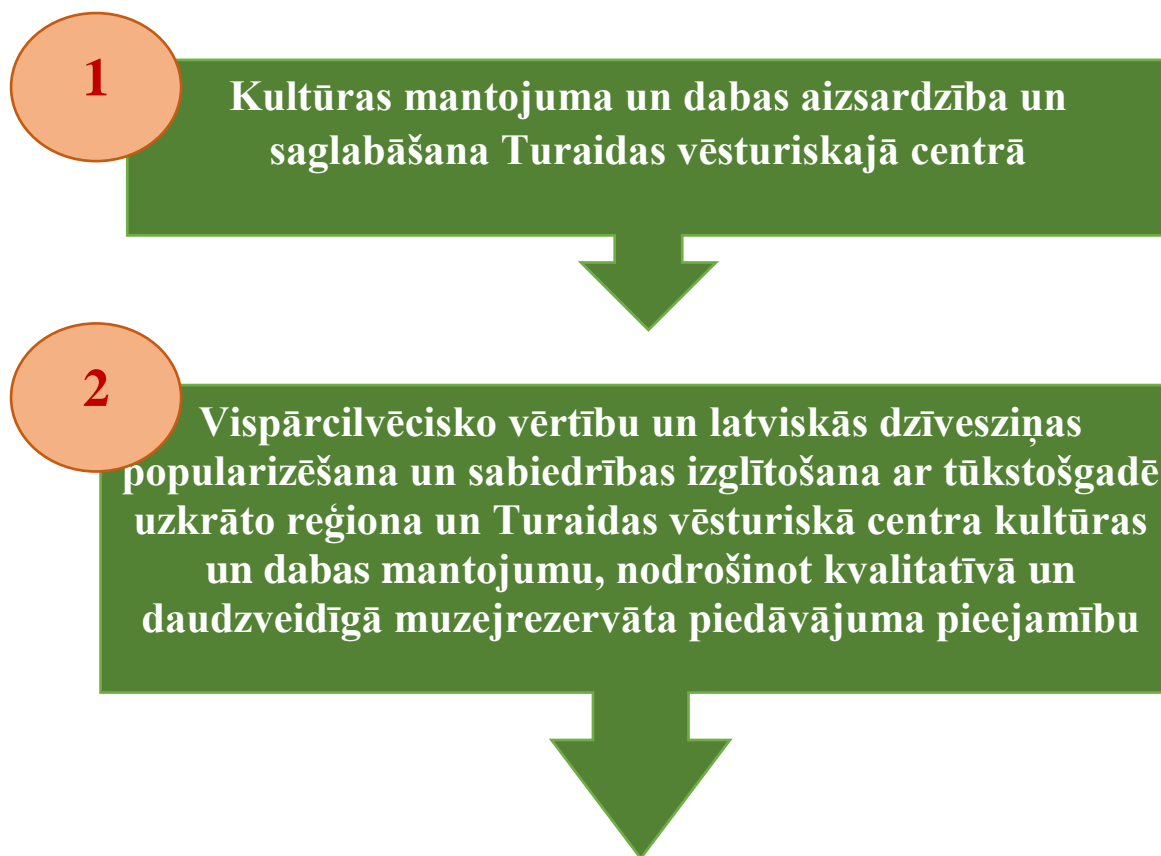 1
Kultūras mantojuma un dabas aizsardzība un
saglabāšana Turaidas vēsturiskajā centrā
2
Vispārcilvēcisko vērtību un latviskās dzīvesziņas
popularizēšana un sabiedrības izglītošana ar tūkstošgadē
uzkrāto reģiona un Turaidas vēsturiskā centra kultūras
un dabas mantojumu, nodrošinot kvalitatīvā un
daudzveidīgā muzejrezervāta piedāvājuma pieejamību